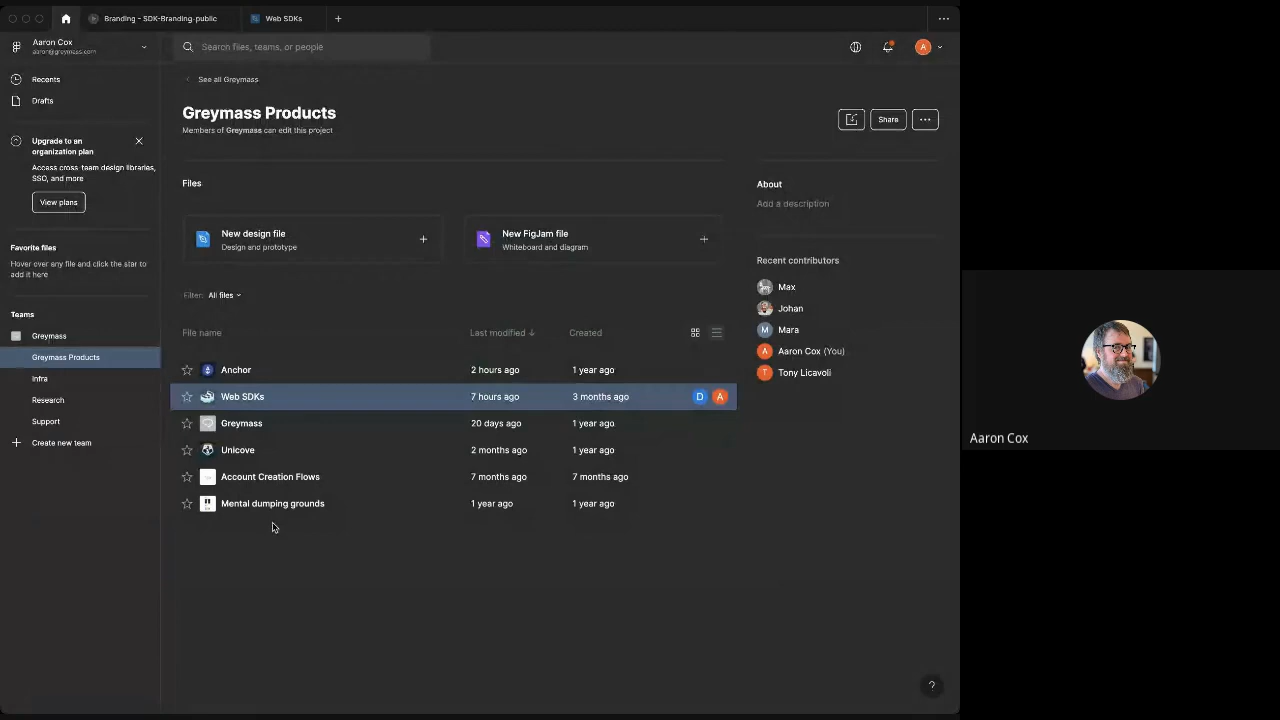 Branding - SDK-Branding-public
Web SDKs
Aaron Cox
aaron@greymass.com
Search files, teams, or people
A
Recents
Drafts
Upgrade to an
organization plan
Access cross-team design libraries,
SSO, and more
View plans
Favorite files
Hover over any file and click the star to
add it here
Teams
Greymass
Greymass Products
Infra
Research
Support
Create new team
See all Greymass
Greymass Products
Members of Greymass can edit this project
Share
Files
New design file
Design and prototype
New FigJam file
Whiteboard and diagram
Filter: All files
File name Last modified Created
Anchor 2 hours ago 1 year ago
Web SDKs 7 hours ago 3 months ago D A
Greymass 20 days ago 1 year ago
Unicove 2 months ago 1 year ago
Account Creation Flows 7 months ago 7 months ago
Mental dumping grounds 1 year ago 1 year ago
About
Add a description
Recent contributors
Max
Johan
M Mara
A Aaron Cox (You)
T Tony Licavoli
?
Aaron Cox